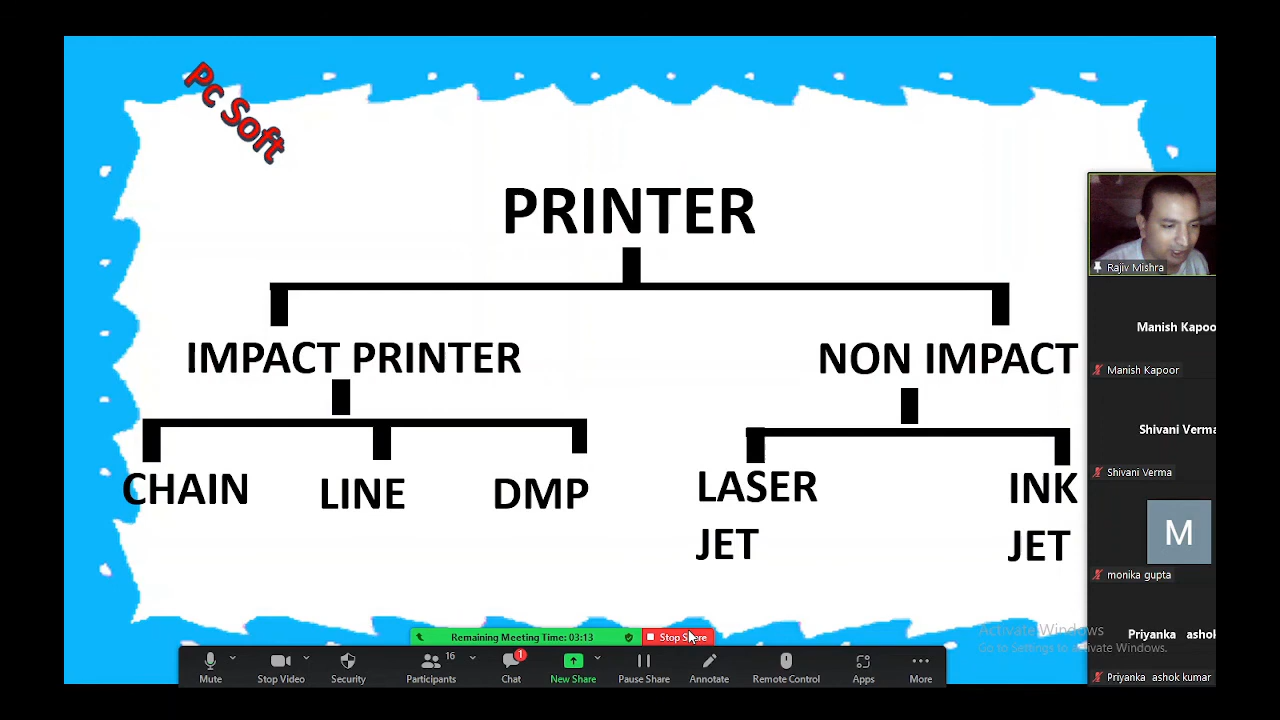 Pc Soft
PRINTER
IMPACT PRINTER
NON IMPACT
CHAIN
LINE
DMP
LASER
JET
INK
JET
Rajiv Mishra
Manish Kapoo
Manish Kapoor
Shivani Verma
Shivani Verma
M
monika gupta
Priyanka ashok
Priyanka ashok kumar
Activate Windows
Go to Settings to activate Windows.
Remaining Meeting Time: 03:13
Stop Share
Mute
Stop Video
Security
16
Participants
1
Chat
New Share
Pause Share
Annotate
Remote Control
Apps
More